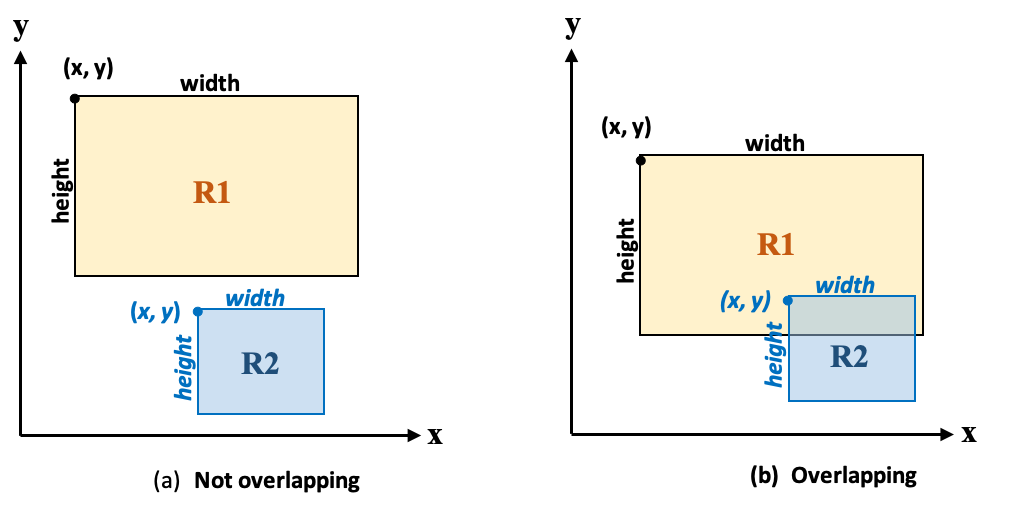 y
(x, y)
width
height
R1
(x, y)
width
height
R2
x
(a) Not overlapping
y
(x, y)
width
height
R1
(x, y)
width
height
R2
x
(b) Overlapping